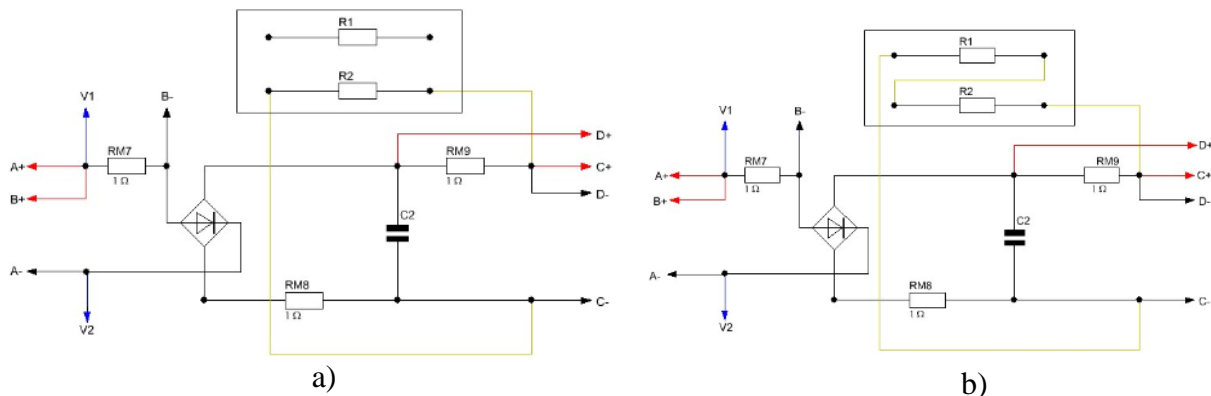 R1
R2
V1
B-
D+
RM7
RM9
A+
C+
1 Ω
1 Ω
D-
B+
C2
A-
RM8
C-
1 Ω
V2
a)
R1
R2
V1
B-
D+
RM7
RM9
A+
C+
1 Ω
1 Ω
B+
D-
C2
A-
RM8
C-
1 Ω
V2
b)